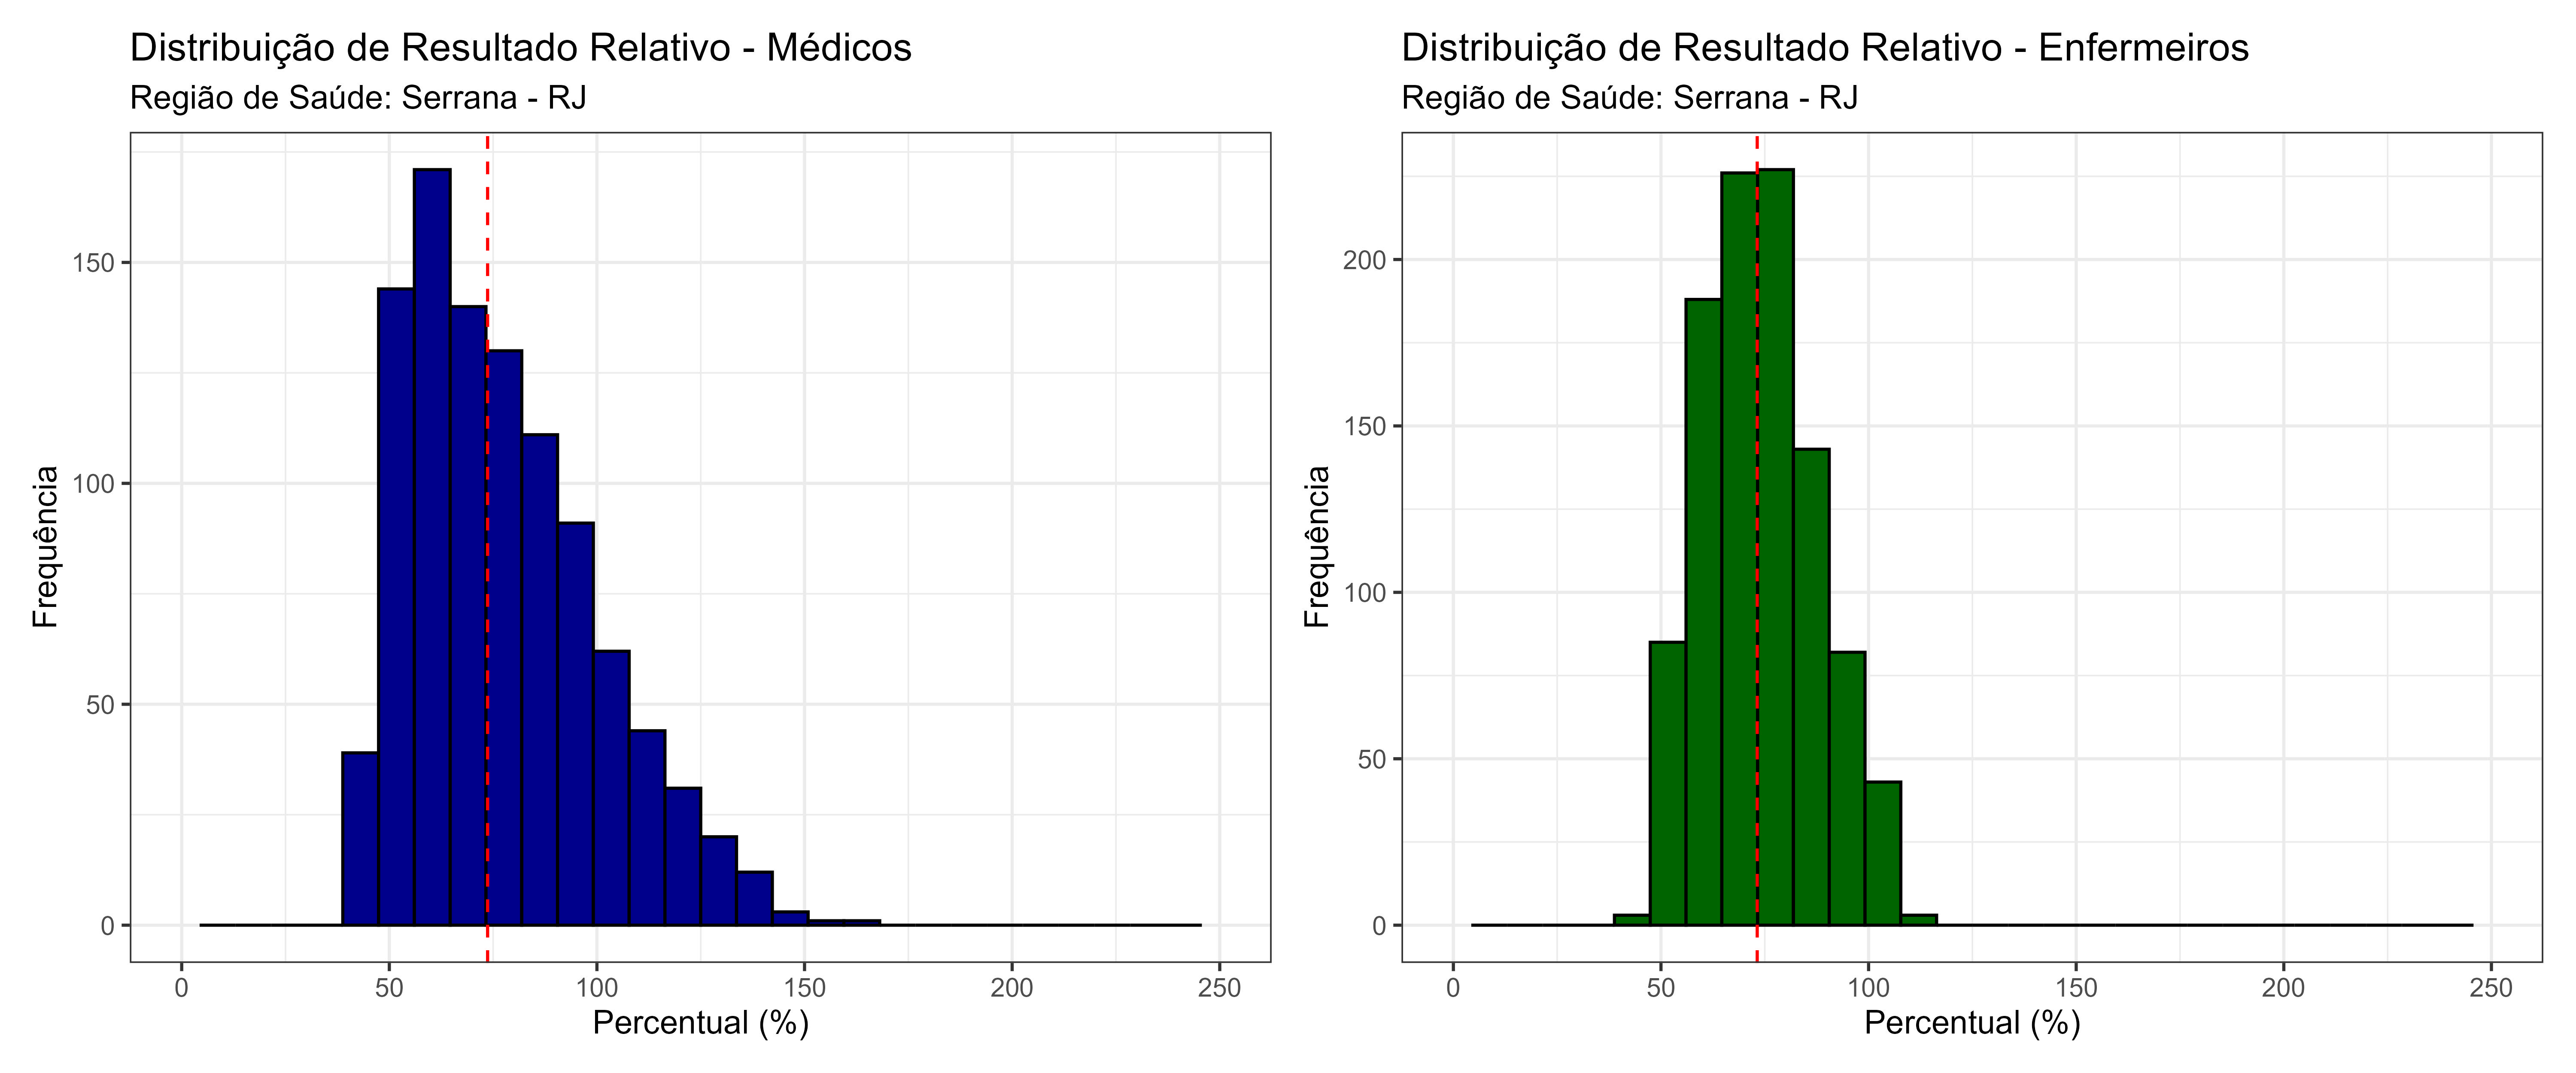 Distribuição de Resultado Relativo - Médicos
Região de Saúde: Serrana - RJ
Frequência
150
100
50
0
0 50 100 150 200 250
Percentual (%)
Distribuição de Resultado Relativo - Enfermeiros
Região de Saúde: Serrana - RJ
Frequência
200
150
100
50
0
0 50 100 150 200 250
Percentual (%)